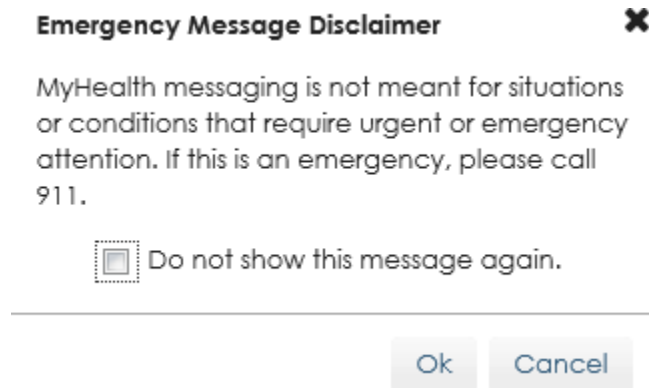 Emergency Message Disclaimer
MyHealth messaging is not meant for situations
or conditions that require urgent or emergency
attention. If this is an emergency, please call
911.
Do not show this message again.
Ok Cancel